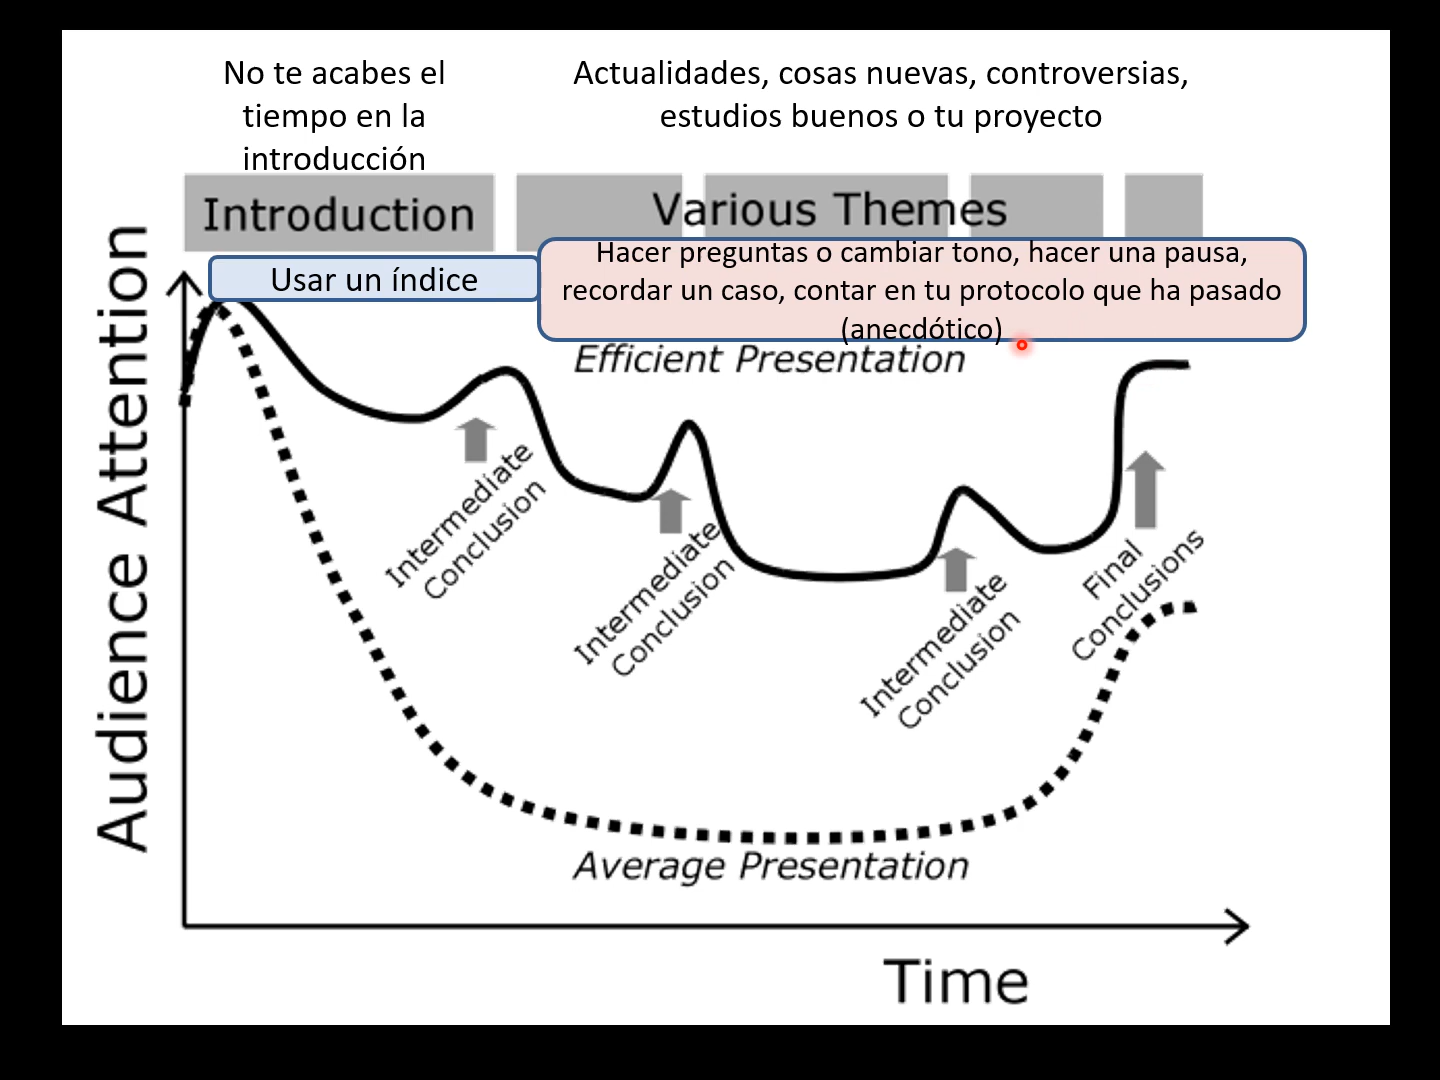 No te acabes el
tiempo en la
introducción
Actualidades, cosas nuevas, controversias,
estudios buenos o tu proyecto
Introduction
Various Themes
Usar un índice
Hacer preguntas o cambiar tono, hacer una pausa,
recordar un caso, contar en tu protocolo que ha pasado
(anecdótico)
Efficient Presentation
Audience Attention
Intermediate
Conclusion
Intermediate
Conclusion
Intermediate
Conclusion
Final
Conclusions
Average Presentation
Time